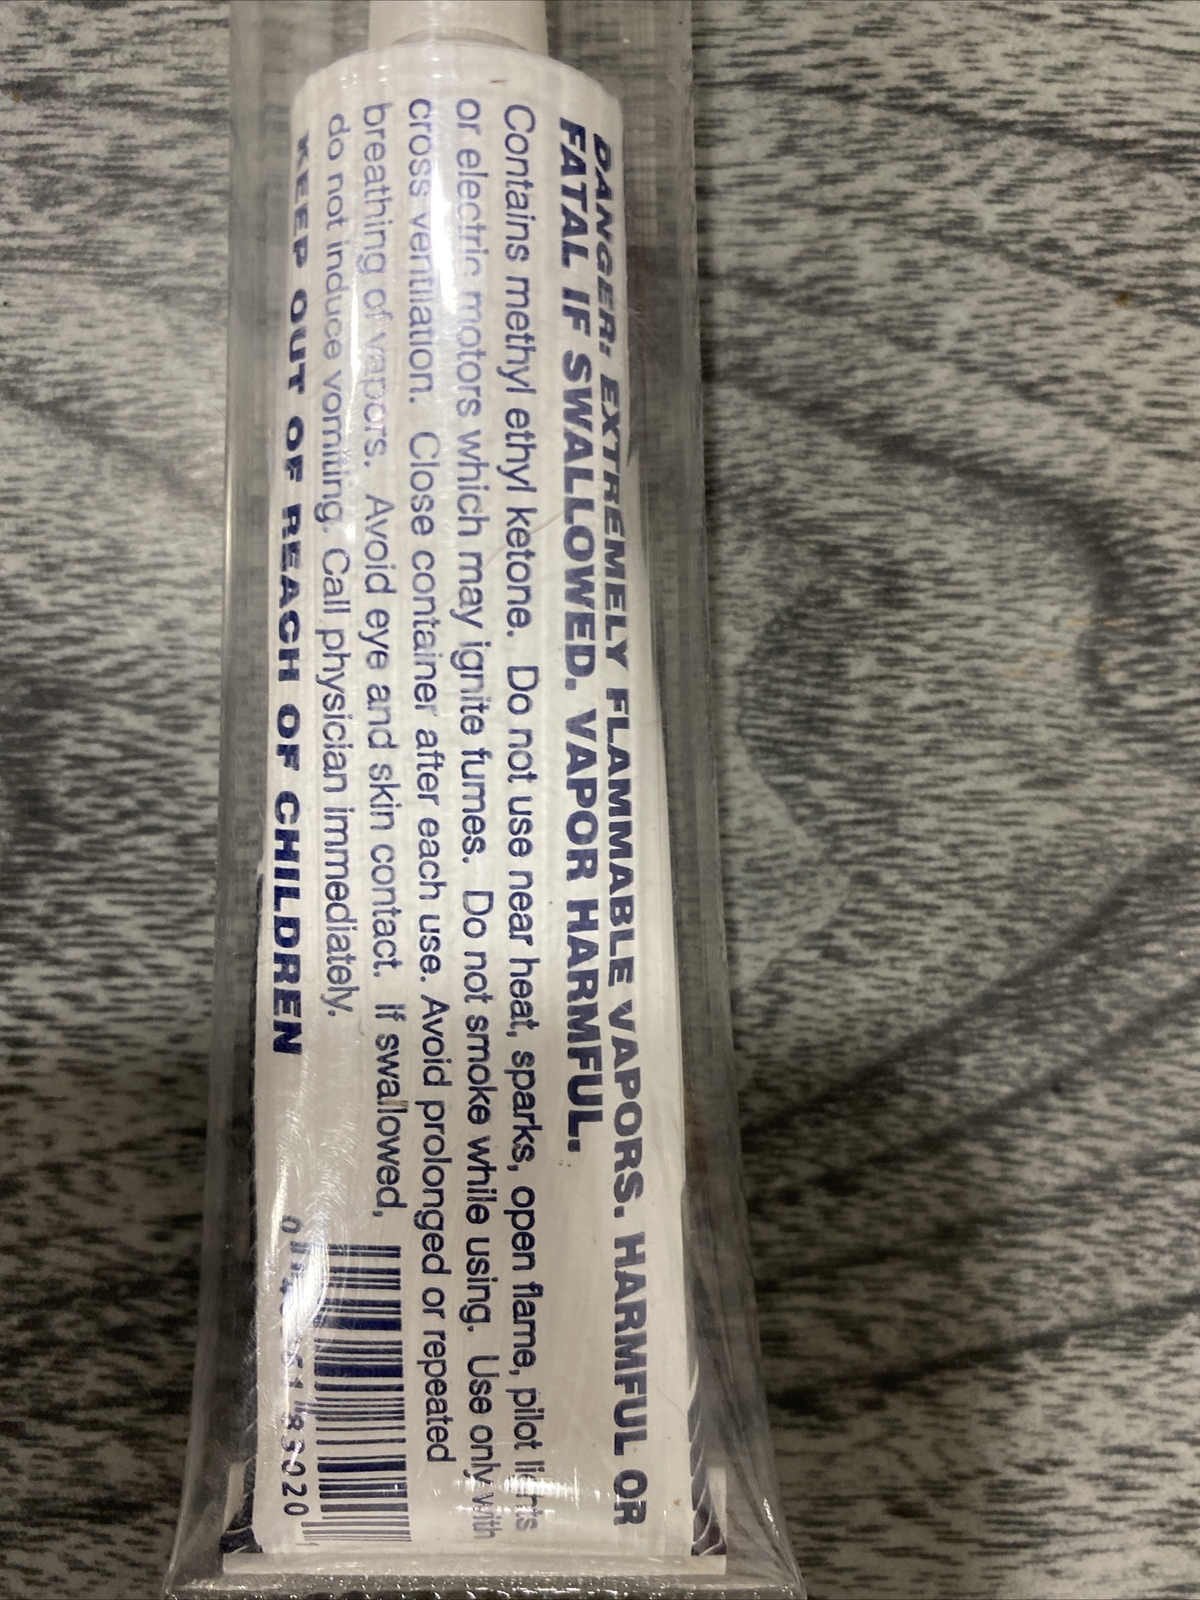 DANGER: EXTREMELY FLAMMABLE VAPORS. HARMFUL OR
FATAL IF SWALLOWED. VAPOR HARMFUL.
Contains methyl ethyl ketone. Do not use near heat, sparks, open flame, pilot lights
or electric motors which may ignite fumes. Do not smoke while using. Use only with
cross ventilation. Close container after each use. Avoid prolonged or repeated
breathing of vapors. Avoid eye and skin contact. If swallowed,
do not induce vomiting. Call physician immediately.
KEEP OUT OF REACH OF CHILDREN
0 83020